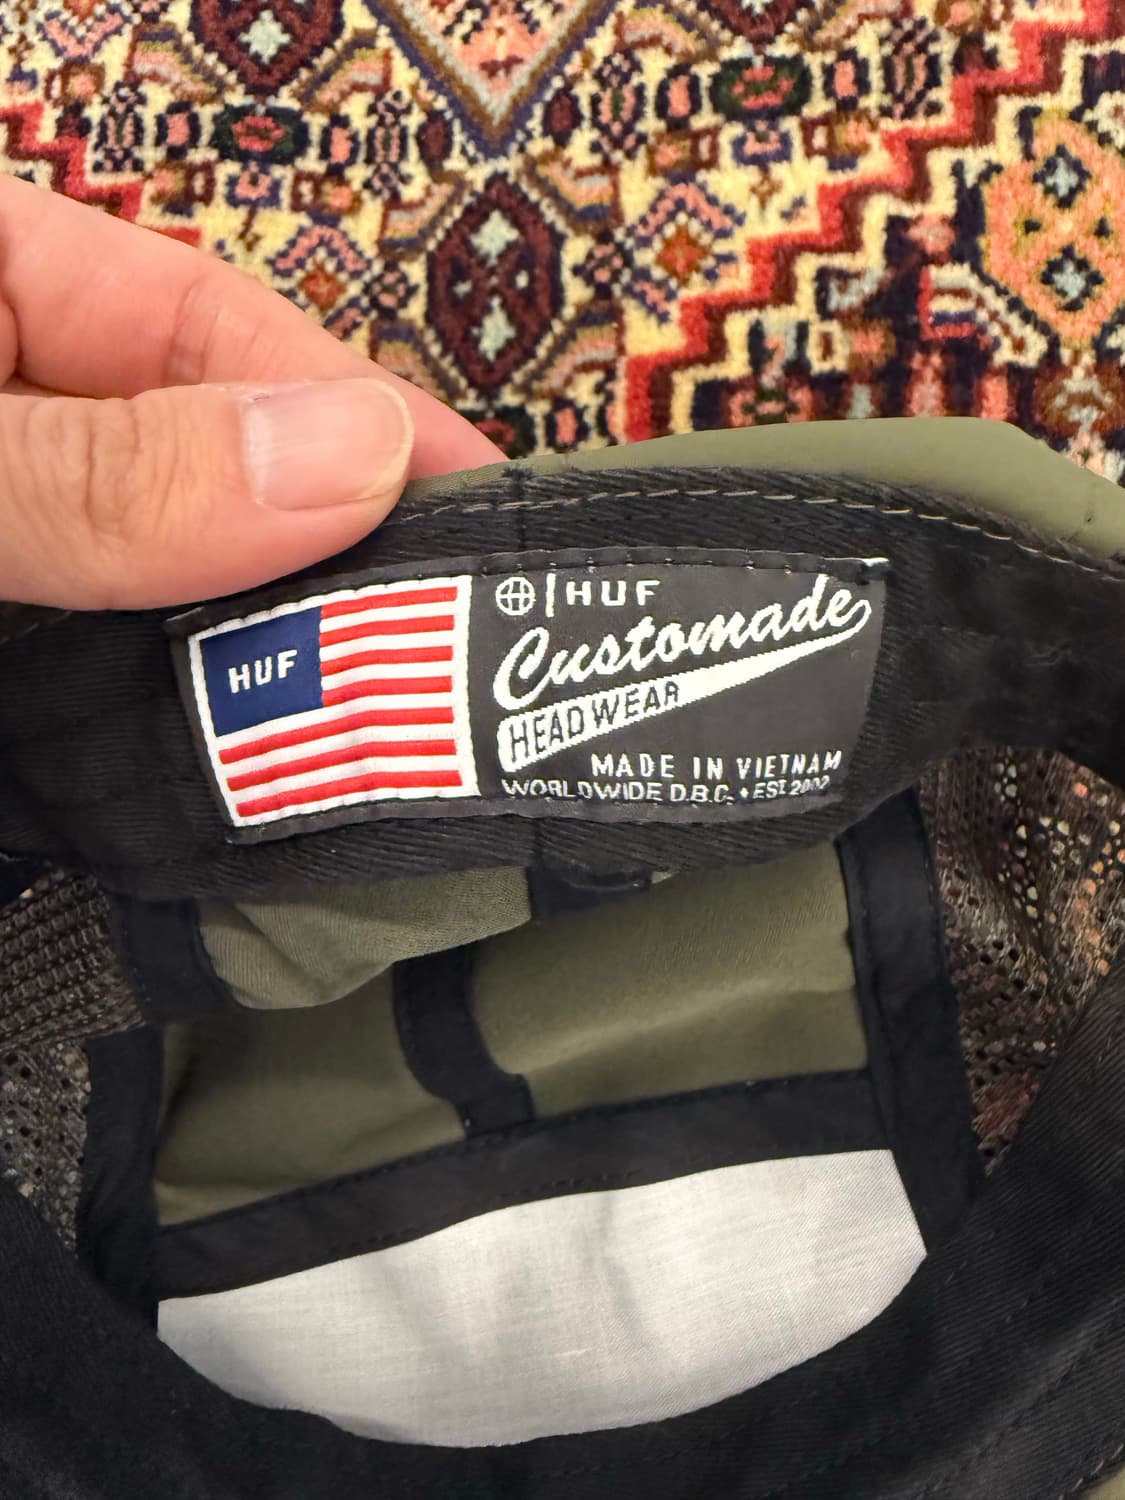 HUF
HUF
Customade
HEADWEAR
MADE IN VIETNAM
WORLDWIDE D.B.C. • EST 2002